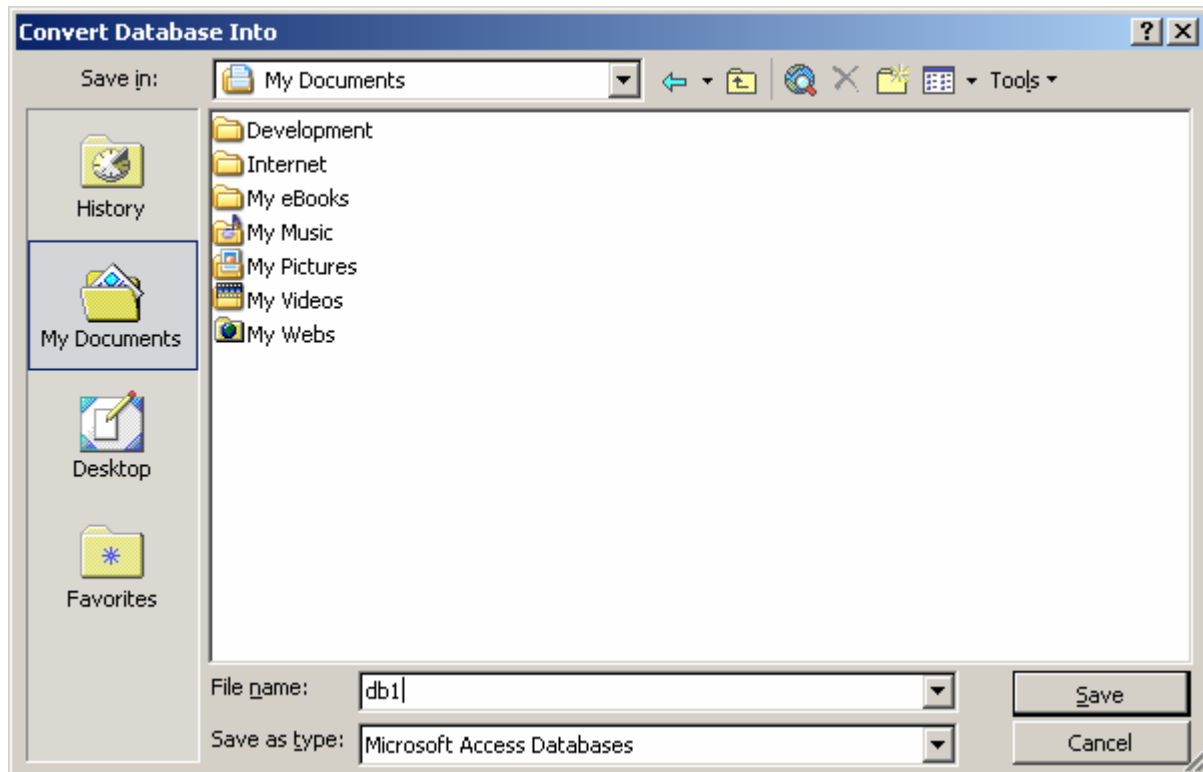 Convert Database Into
Save in:
My Documents
Tools
History
My Documents
Desktop
Favorites
Development
Internet
My eBooks
My Music
My Pictures
My Videos
My Webs
File name:
db1
Save
Save as type:
Microsoft Access Databases
Cancel